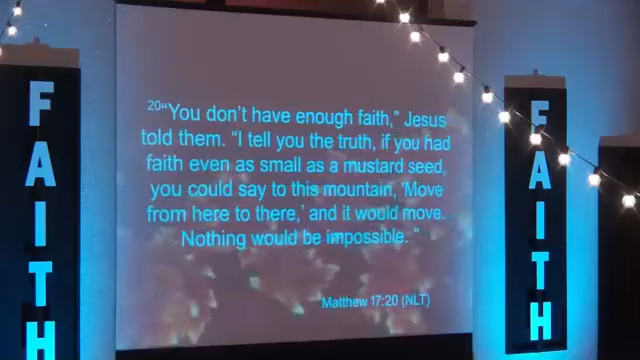 FAITH
20"You don't have enough faith," Jesus
told them. "I tell you the truth, if you had
faith even as small as a mustard seed,
you could say to this mountain, 'Move
from here to there,' and it would move.
Nothing would be impossible. "
Matthew 17:20 (NLT)
FAITH